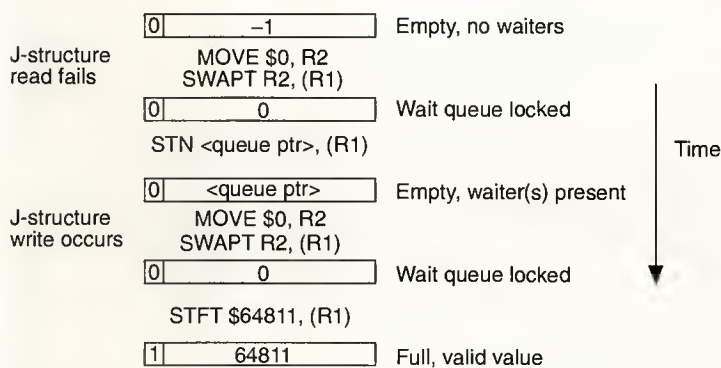 0 −1 Empty, no waiters
J-structure
read fails
MOVE $0, R2
SWAPT R2, (R1)
0 0 Wait queue locked
Time
STN <queue ptr>, (R1)
0 <queue ptr> Empty, waiter(s) present
J-structure
write occurs
MOVE $0, R2
SWAPT R2, (R1)
0 0 Wait queue locked
STFT $64811, (R1)
1 64811 Full, valid value